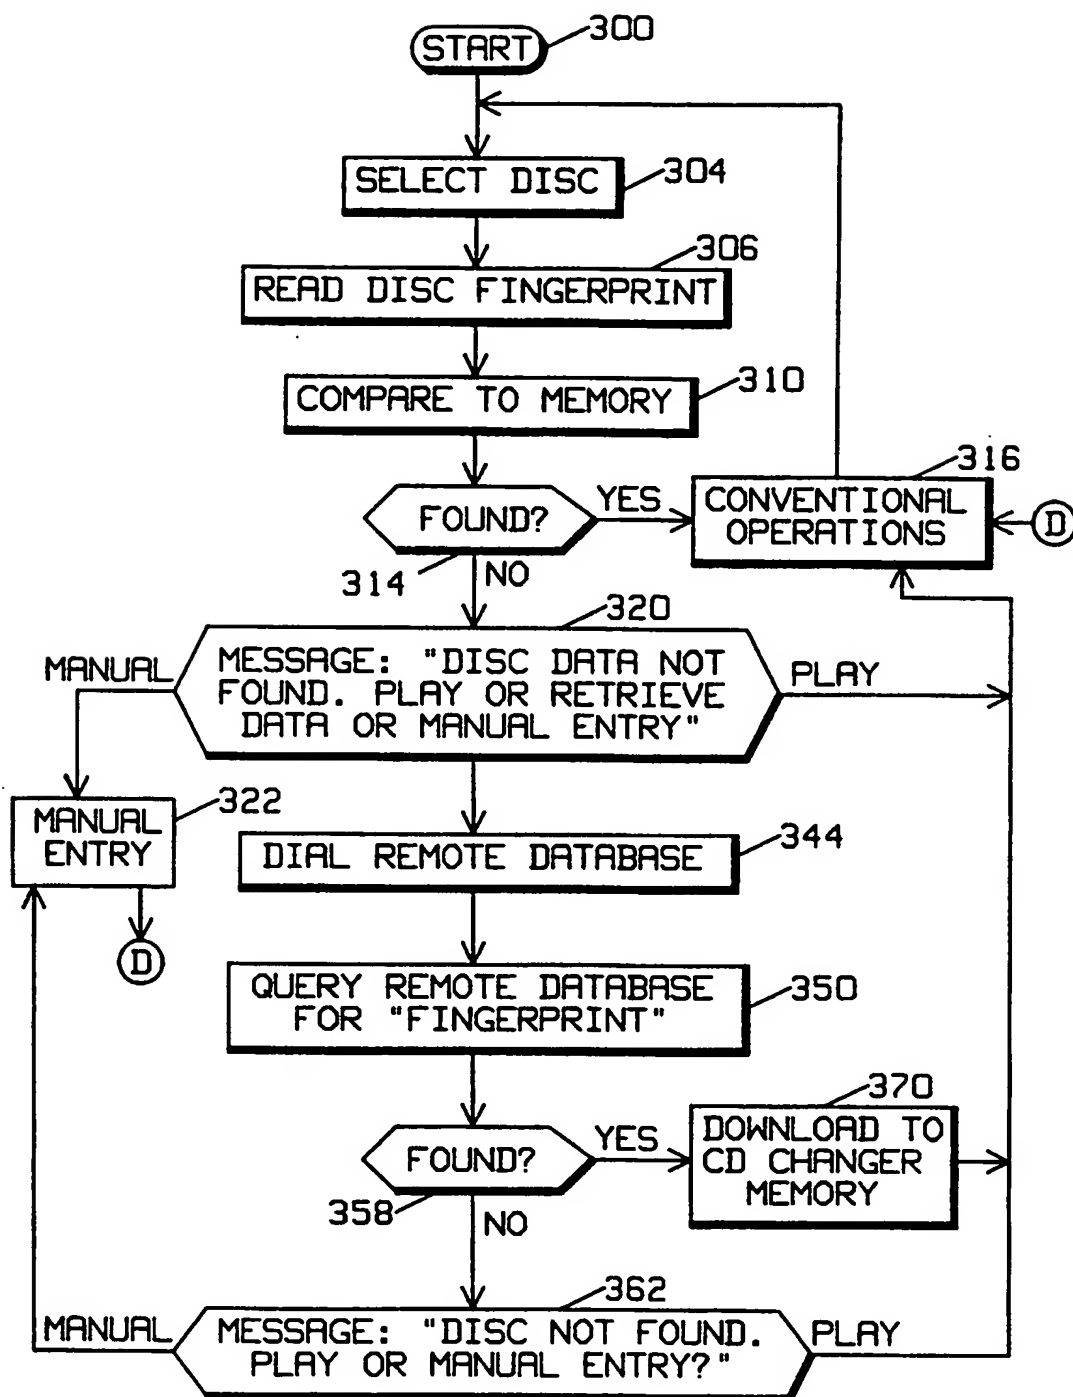 START
300
SELECT DISC
304
306
READ DISC FINGERPRINT
COMPARE TO MEMORY
310
316
FOUND?
YES
CONVENTIONAL
OPERATIONS
D
314
NO
320
MANUAL
MESSAGE: "DISC DATA NOT
FOUND. PLAY OR RETRIEVE
DATA OR MANUAL ENTRY"
PLAY
MANUAL
ENTRY
322
D
DIAL REMOTE DATABASE
344
QUERY REMOTE DATABASE
FOR "FINGERPRINT"
350
370
FOUND?
YES
DOWNLOAD TO
CD CHANGER
MEMORY
358
NO
362
MANUAL
MESSAGE: "DISC NOT FOUND.
PLAY OR MANUAL ENTRY?"
PLAY